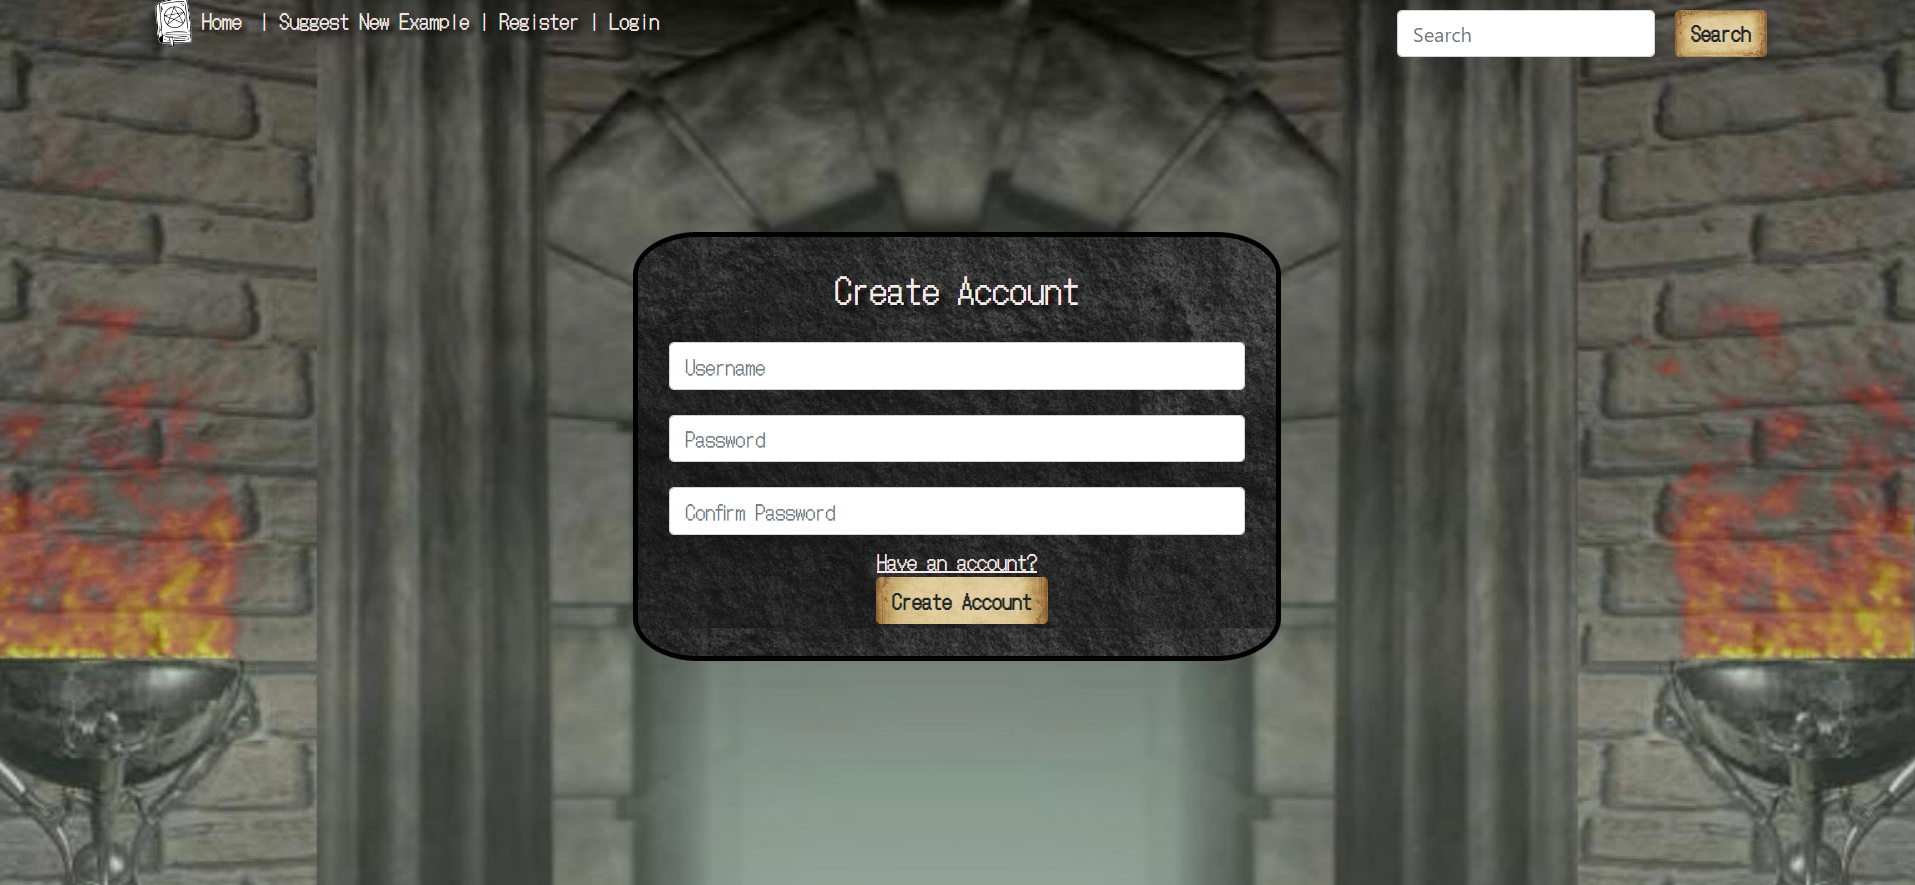 Home | Suggest New Example | Register | Login
Search
Search
Create Account
Username
Password
Confirm Password
Have an account?
Create Account